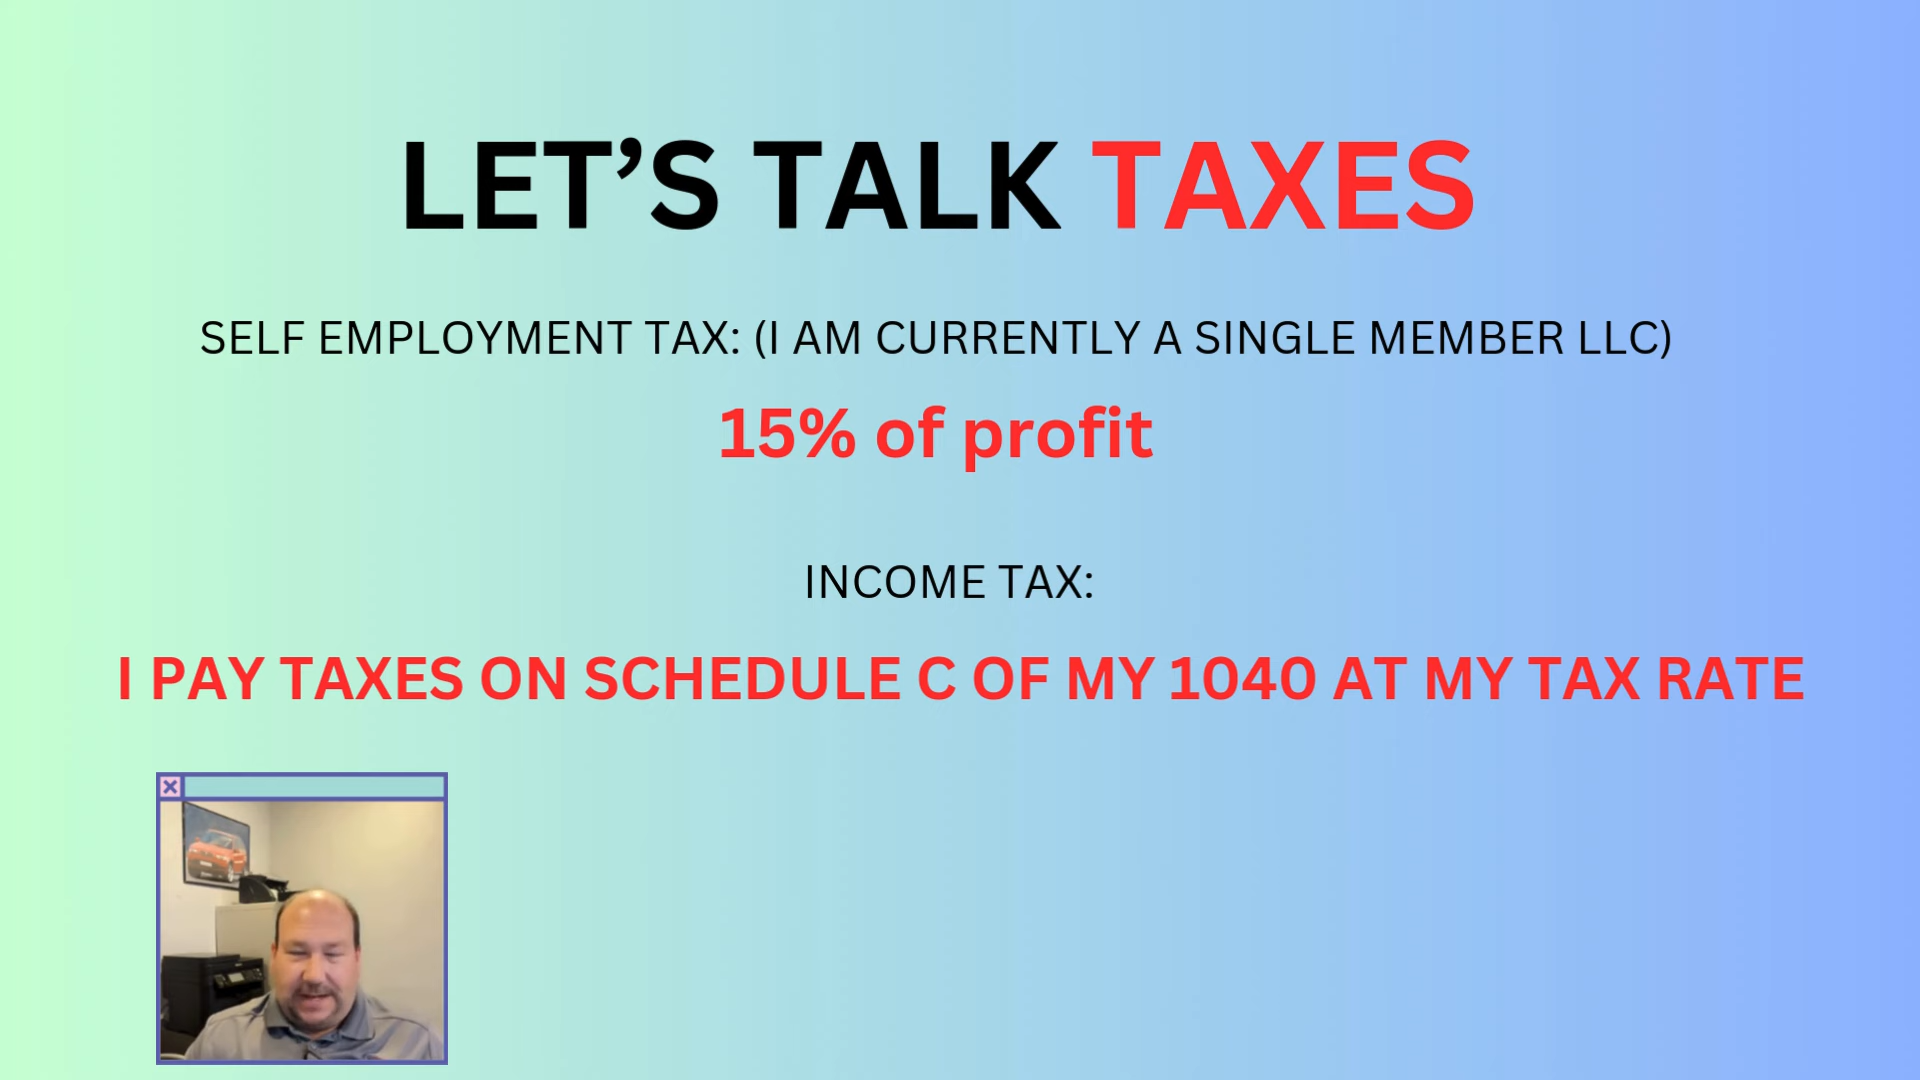 LET’S TALK TAXES
SELF EMPLOYMENT TAX: (I AM CURRENTLY A SINGLE MEMBER LLC)
15% of profit
INCOME TAX:
I PAY TAXES ON SCHEDULE C OF MY 1040 AT MY TAX RATE